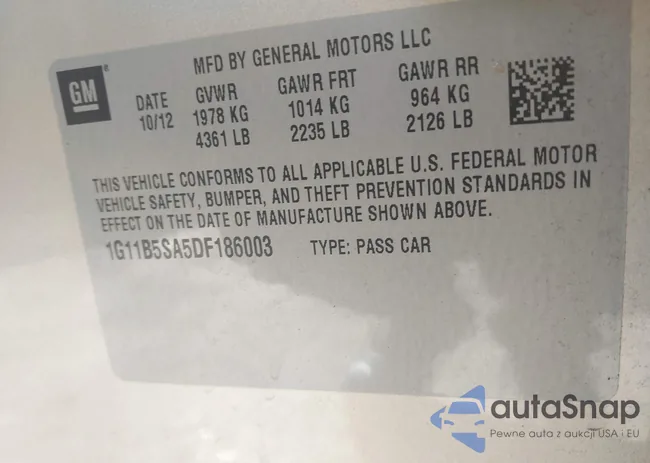 GM
MFD BY GENERAL MOTORS LLC
DATE GVWR GAWR FRT GAWR RR
10/12 1978 KG 1014 KG 964 KG
4361 LB 2235 LB 2126 LB
THIS VEHICLE CONFORMS TO ALL APPLICABLE U.S. FEDERAL MOTOR
VEHICLE SAFETY, BUMPER, AND THEFT PREVENTION STANDARDS IN
EFFECT ON THE DATE OF MANUFACTURE SHOWN ABOVE.
1G11B5SA5DF186003 TYPE: PASS CAR
autaSnap
Pewne auta z aukcji USA i EU